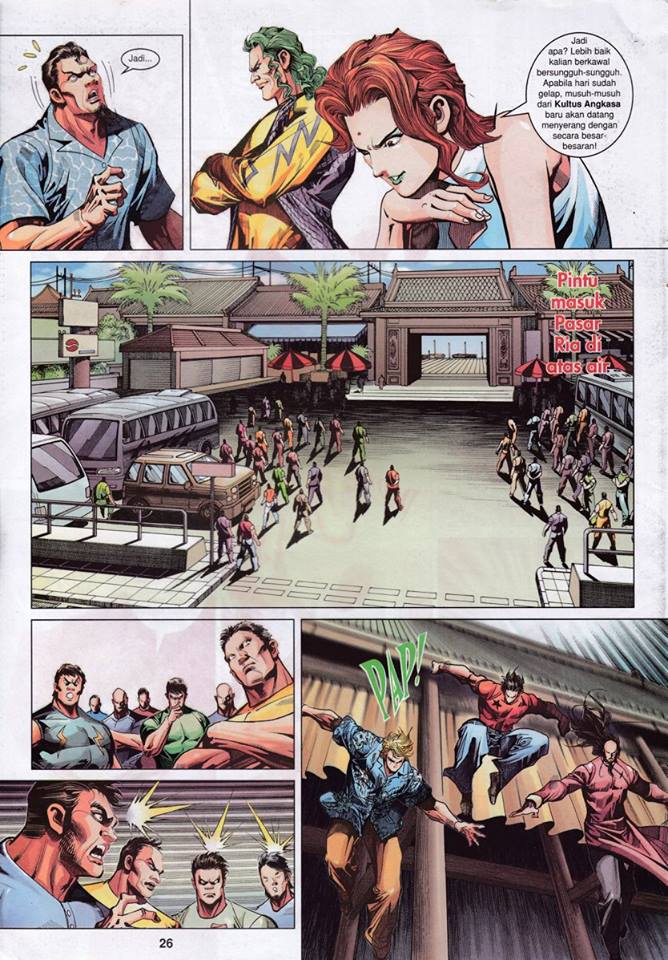 Jadi...
Jadi
apa? Lebih baik
kalian berkawal
bersungguh-sungguh.
Apabila hari sudah
gelap, musuh-musuh
dari Kultus Angkasa
baru akan datang
menyerang dengan
secara besar-
besaran!
Pintu
masuk
Pasar
Ria di
atas air
PAP!
26